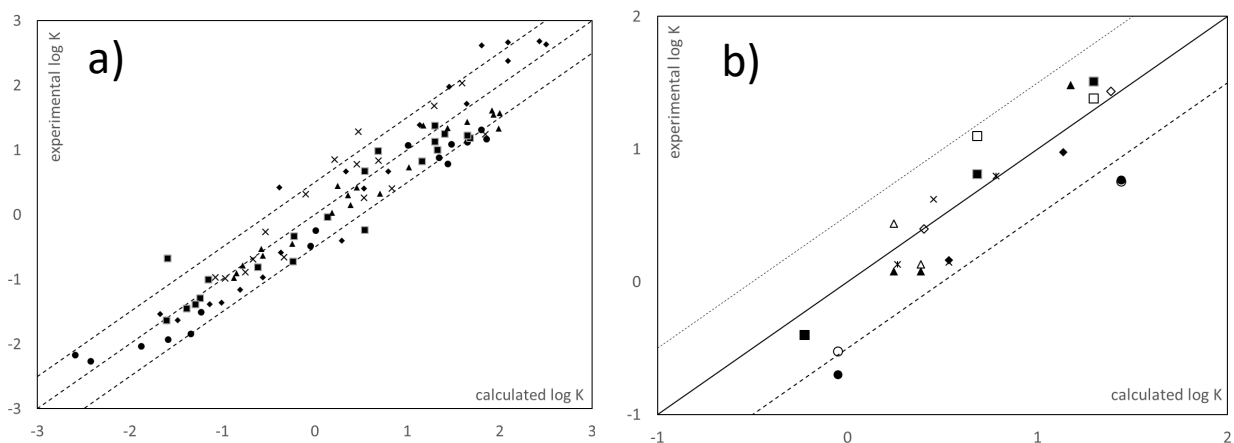 a)
experimental log K
calculated log K
3
2
1
0
-1
-2
-3
-3 -2 -1 0 1 2 3
b)
experimental log K
calculated log K
2
1
0
-1
-1 0 1 2